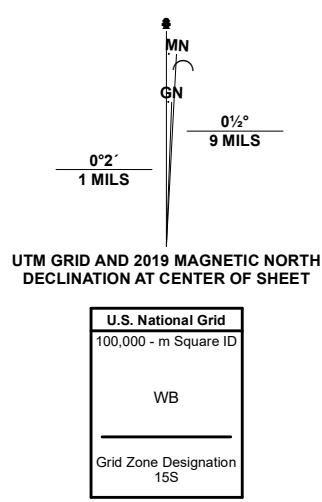 MN
GN
0½°
9 MILS
0°2´
1 MILS
UTM GRID AND 2019 MAGNETIC NORTH
DECLINATION AT CENTER OF SHEET
U.S. National Grid
100,000 - m Square ID
WB
Grid Zone Designation
15S